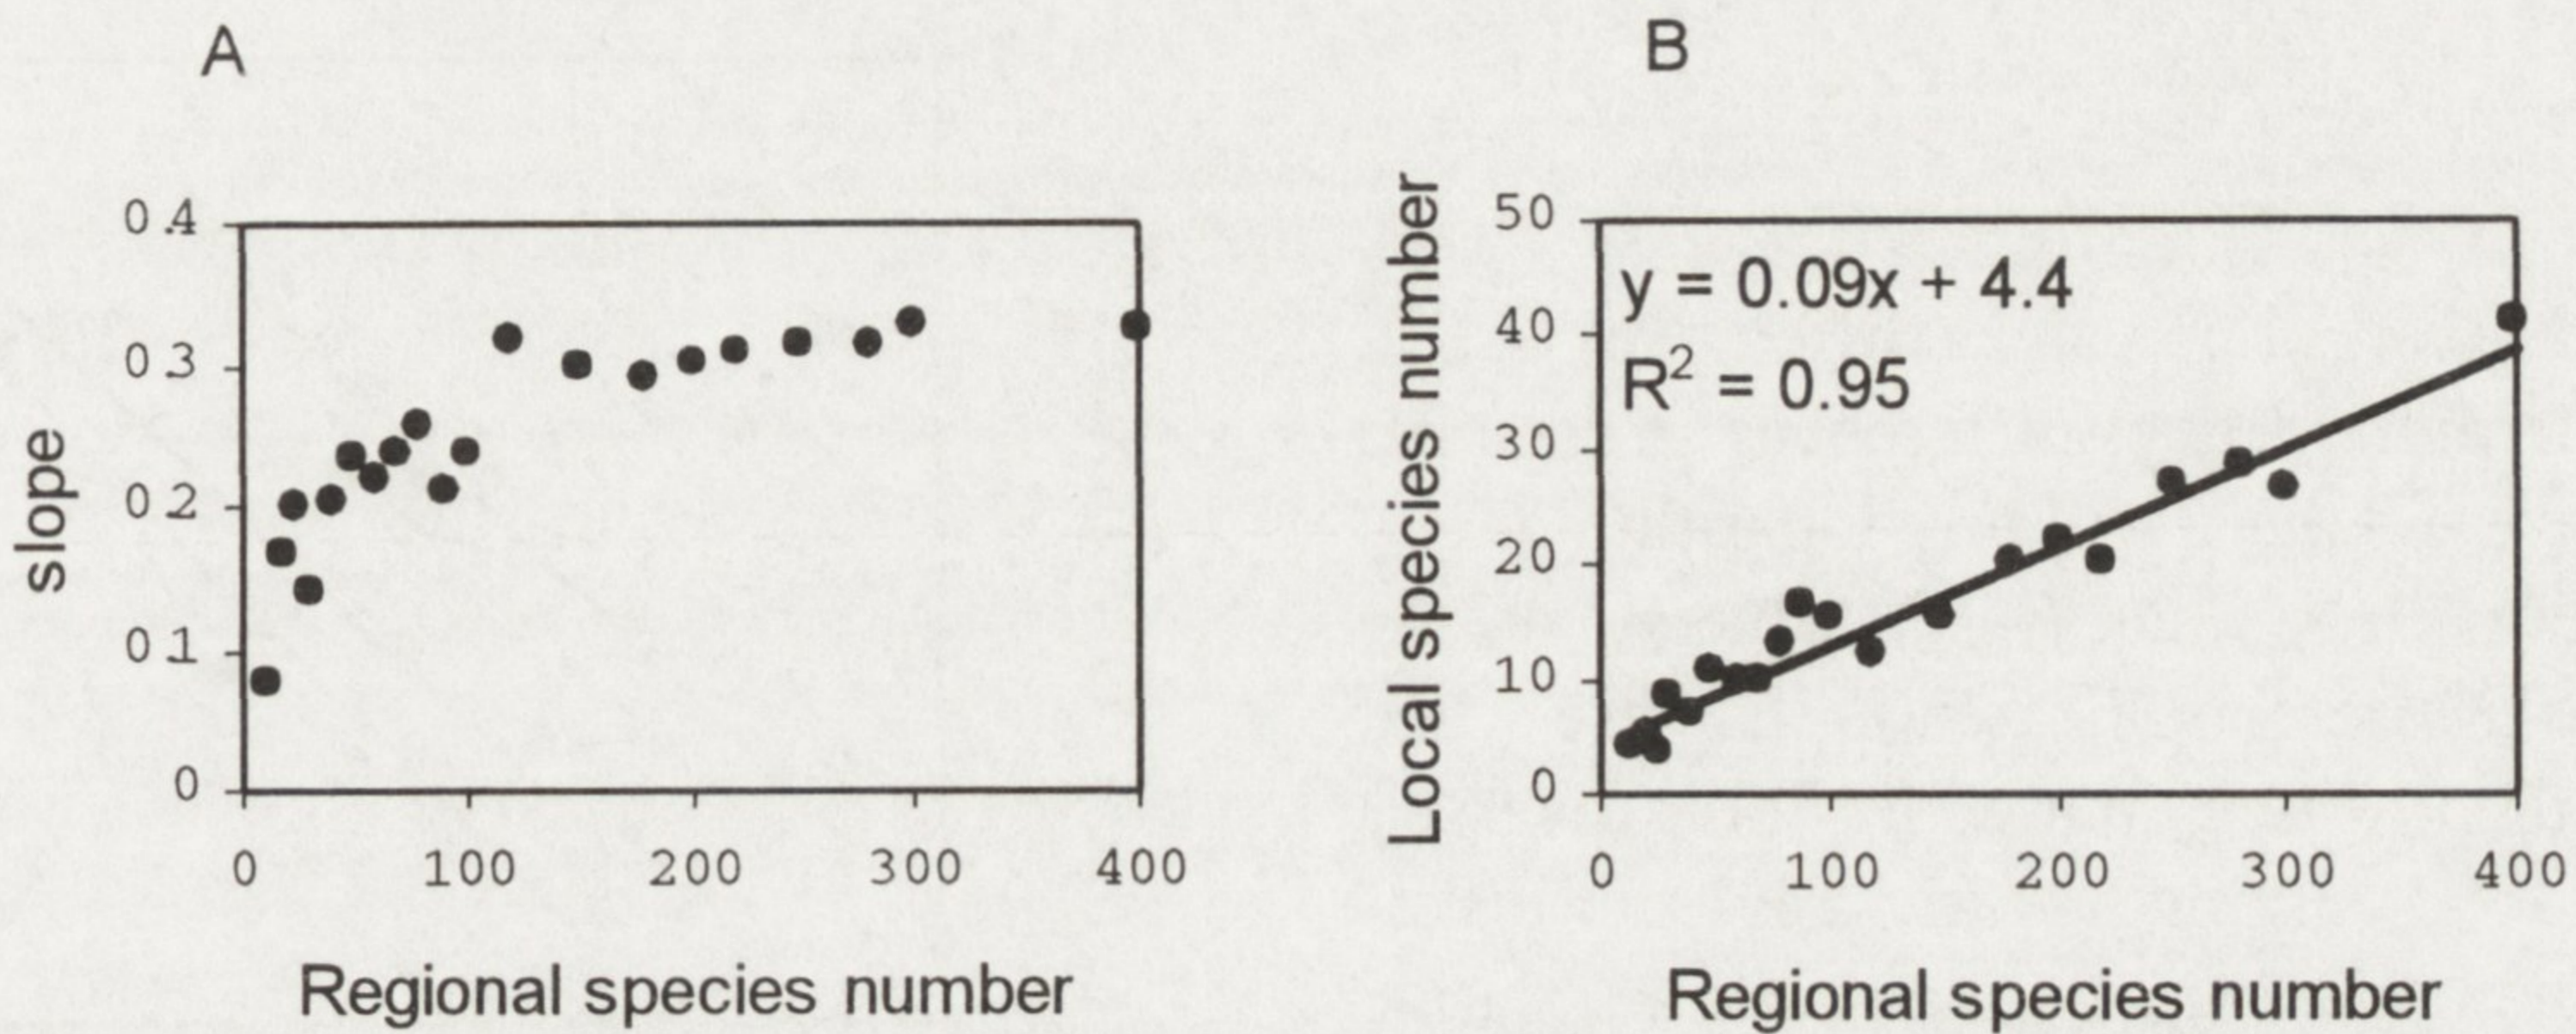 A
slope
0.4
0.3
0.2
0.1
0
0 100 200 300 400
Regional species number
B
Local species number
50
40
30
20
10
0
y = 0.09x + 4.4
R² = 0.95
0 100 200 300 400
Regional species number